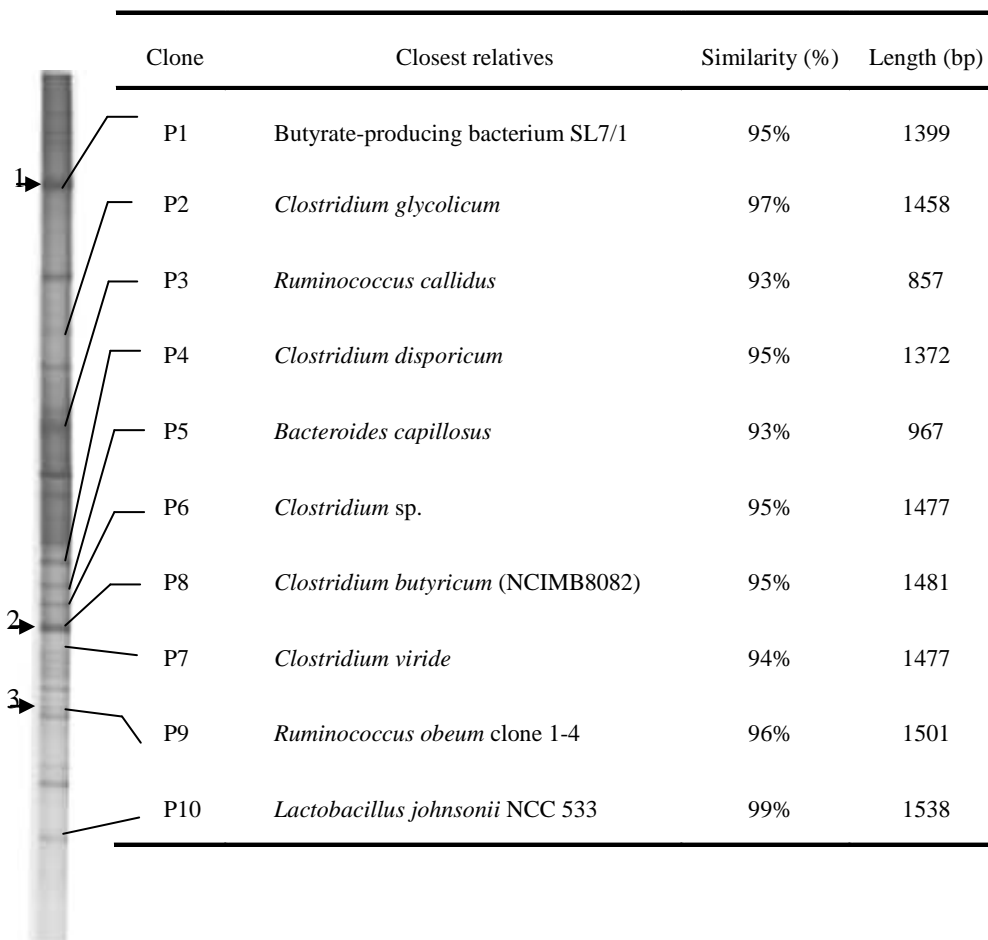 Clone Closest relatives Similarity (%) Length (bp)
P1 Butyrate-producing bacterium SL7/1 95% 1399
1
P2 Clostridium glycolicum 97% 1458
P3 Ruminococcus callidus 93% 857
P4 Clostridium disporicum 95% 1372
P5 Bacteroides capillosus 93% 967
P6 Clostridium sp. 95% 1477
P8 Clostridium butyricum (NCIMB8082) 95% 1481
2
P7 Clostridium viride 94% 1477
3
P9 Ruminococcus obeum clone 1-4 96% 1501
P10 Lactobacillus johnsonii NCC 533 99% 1538